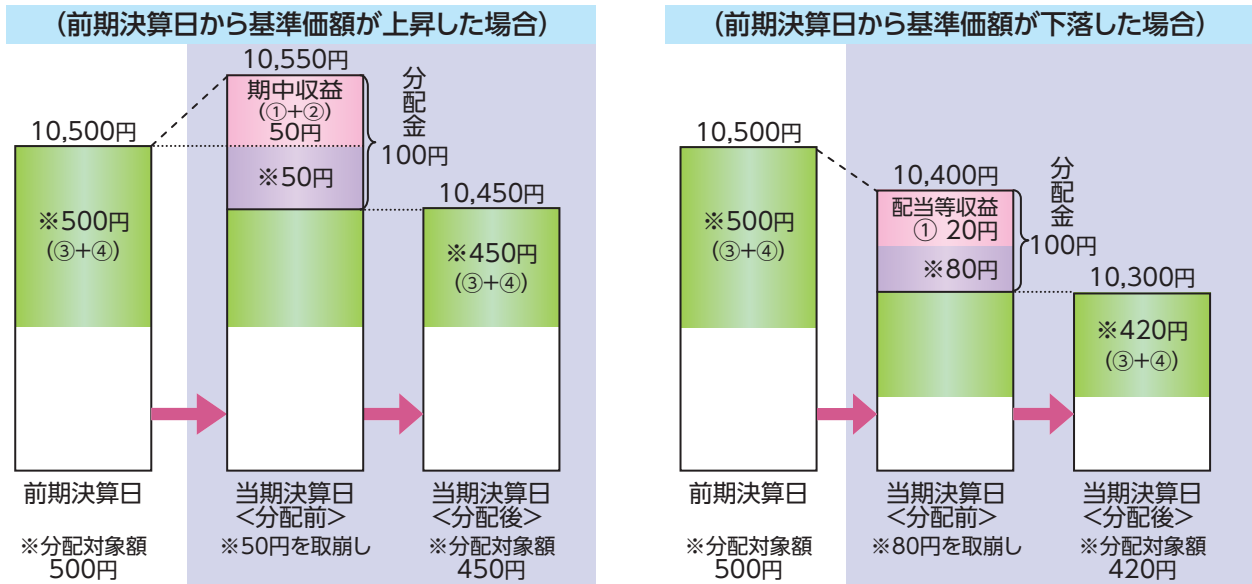 (前期決算日から基準価額が上昇した場合)
10,550円
期中収益
(①+②)
50円
※50円
分配金
100円
10,500円
※500円
(③+④)
10,450円
※450円
(③+④)
前期決算日
当期決算日
<分配前>
当期決算日
<分配後>
※分配対象額
500円
※50円を取崩し
※分配対象額
450円
(前期決算日から基準価額が下落した場合)
10,500円
※500円
(③+④)
10,400円
配当等収益
① 20円
※80円
分配金
100円
10,300円
※420円
(③+④)
前期決算日
当期決算日
<分配前>
当期決算日
<分配後>
※分配対象額
500円
※80円を取崩し
※分配対象額
420円